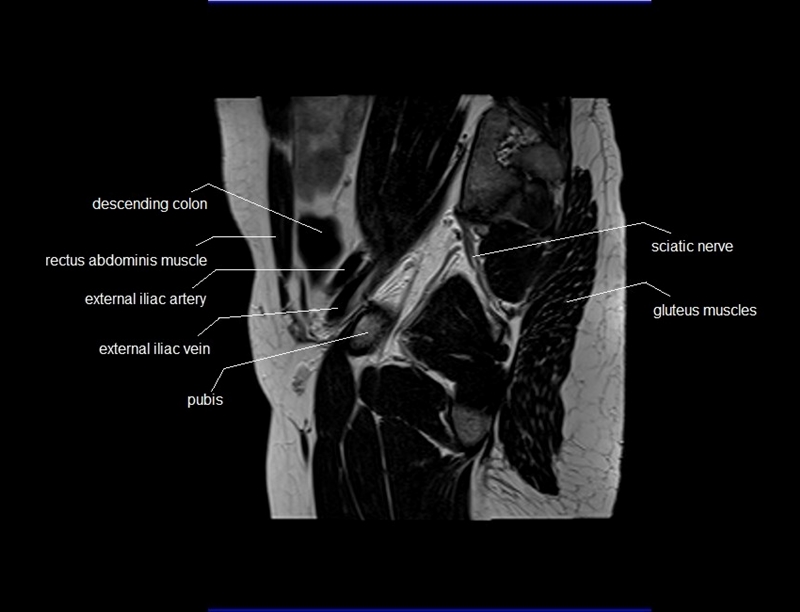 descending colon
rectus abdominis muscle
external iliac artery
external iliac vein
pubis
sciatic nerve
gluteus muscles